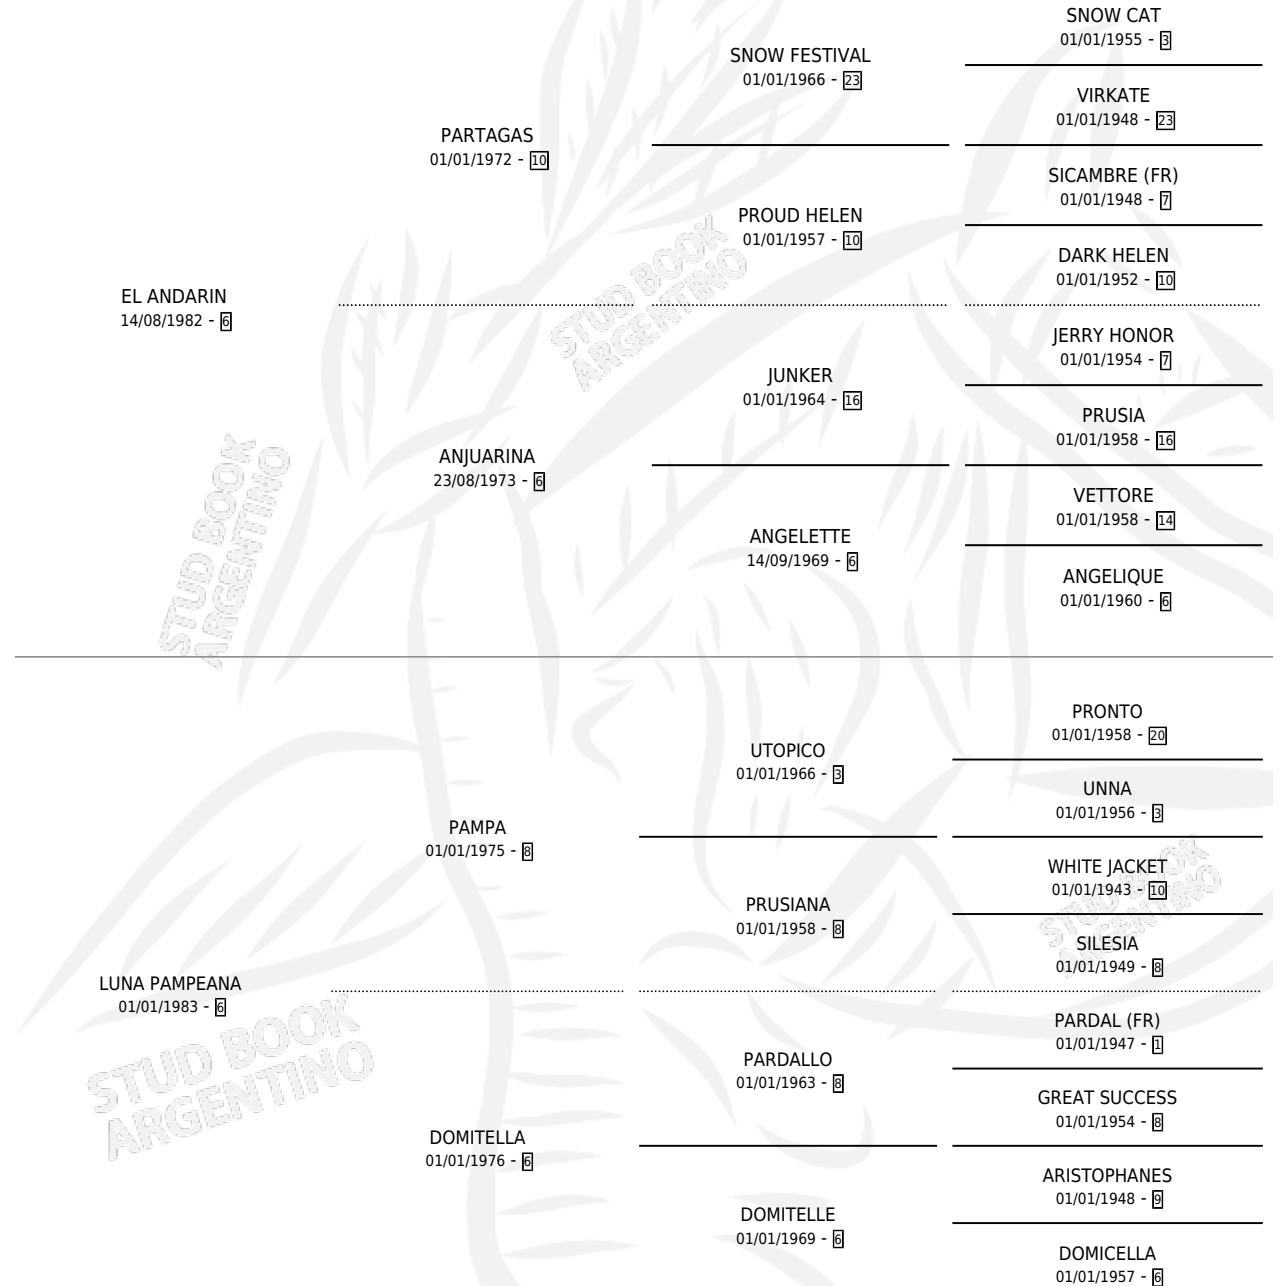 SNOW CAT
01/01/1955 - 3
SNOW FESTIVAL
01/01/1966 - 23
VIRKATE
01/01/1948 - 23
PARTAGAS
01/01/1972 - 10
SICAMBRE (FR)
01/01/1948 - 7
PROUD HELEN
01/01/1957 - 10
DARK HELEN
01/01/1952 - 10
EL ANDARIN
14/08/1982 - 6
STUD BOOK
ARGENTINO
JERRY HONOR
01/01/1954 - 7
JUNKER
01/01/1964 - 16
PRUSIA
01/01/1958 - 16
ANJUARINA
23/08/1973 - 6
VETTORE
01/01/1958 - 14
ANGELETTE
14/09/1969 - 6
ANGELIQUE
01/01/1960 - 6
STUD BOOK
ARGENTINO
PRONTO
01/01/1958 - 20
UTOPICO
01/01/1966 - 3
UNNA
01/01/1956 - 3
PAMPA
01/01/1975 - 8
WHITE JACKET
01/01/1943 - 10
PRUSIANA
01/01/1958 - 8
STUD BOOK
ARGENTINO
SILESIA
01/01/1949 - 8
LUNA PAMPEANA
01/01/1983 - 6
PARDAL (FR)
01/01/1947 - 1
STUD BOOK
ARGENTINO
PARDALLO
01/01/1963 - 8
GREAT SUCCESS
01/01/1954 - 8
DOMITELLA
01/01/1976 - 6
ARISTOPHANES
01/01/1948 - 9
DOMITELLE
01/01/1969 - 6
DOMICELLA
01/01/1957 - 6